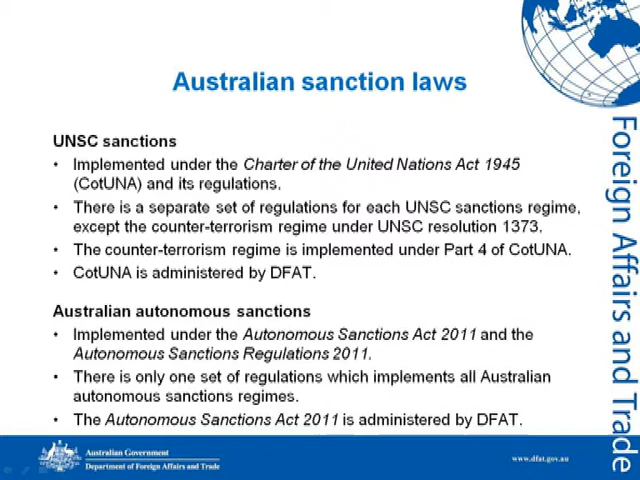 Australian sanction laws
UNSC sanctions
• Implemented under the Charter of the United Nations Act 1945
(CotUNA) and its regulations.
• There is a separate set of regulations for each UNSC sanctions regime,
except the counter-terrorism regime under UNSC resolution 1373.
• The counter-terrorism regime is implemented under Part 4 of CotUNA.
• CotUNA is administered by DFAT.
Australian autonomous sanctions
• Implemented under the Autonomous Sanctions Act 2011 and the
Autonomous Sanctions Regulations 2011.
• There is only one set of regulations which implements all Australian
autonomous sanctions regimes.
• The Autonomous Sanctions Act 2011 is administered by DFAT.
Foreign Affairs and Trade
Australian Government
Department of Foreign Affairs and Trade
www.dfat.gov.au